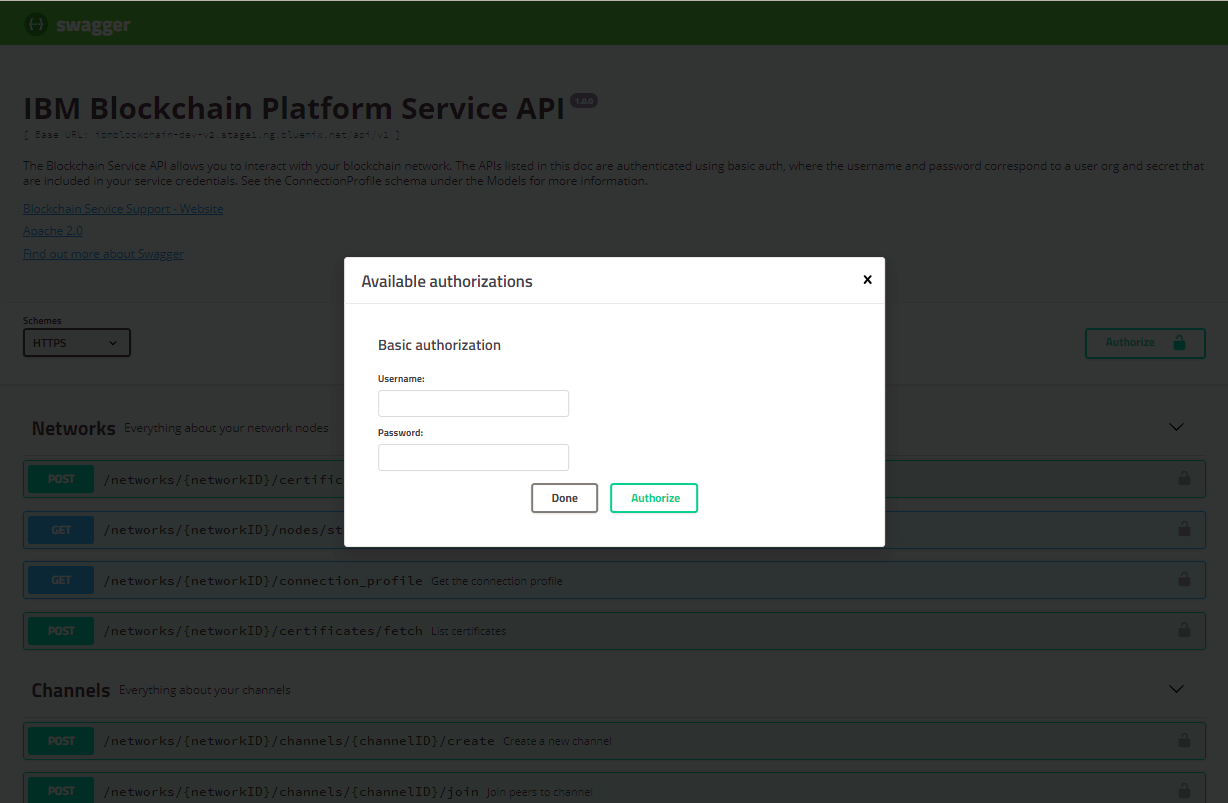 swagger
IBM Blockchain Platform Service API 1.0.0
[ Base URL: ibmblockchain-dev-v2.stage1.ng.bluemix.net/api/v1 ]
The Blockchain Service API allows you to interact with your blockchain network. The APIs listed in this doc are authenticated using basic auth, where the username and password correspond to a user org and secret that
are included in your service credentials. See the ConnectionProfile schema under the Models for more information.
Blockchain Service Support - Website
Apache 2.0
Find out more about Swagger
Available authorizations
Basic authorization
Username:
Password:
Done Authorize
Schemes
HTTPS
Authorize
Networks Everything about your network nodes
POST /networks/{networkID}/certific
GET /networks/{networkID}/nodes/st
GET /networks/{networkID}/connection_profile Get the connection profile
POST /networks/{networkID}/certificates/fetch List certificates
Channels Everything about your channels
POST /networks/{networkID}/channels/{channelID}/create Create a new channel
POST /networks/{networkID}/channels/{channelID}/join Join peers to channel